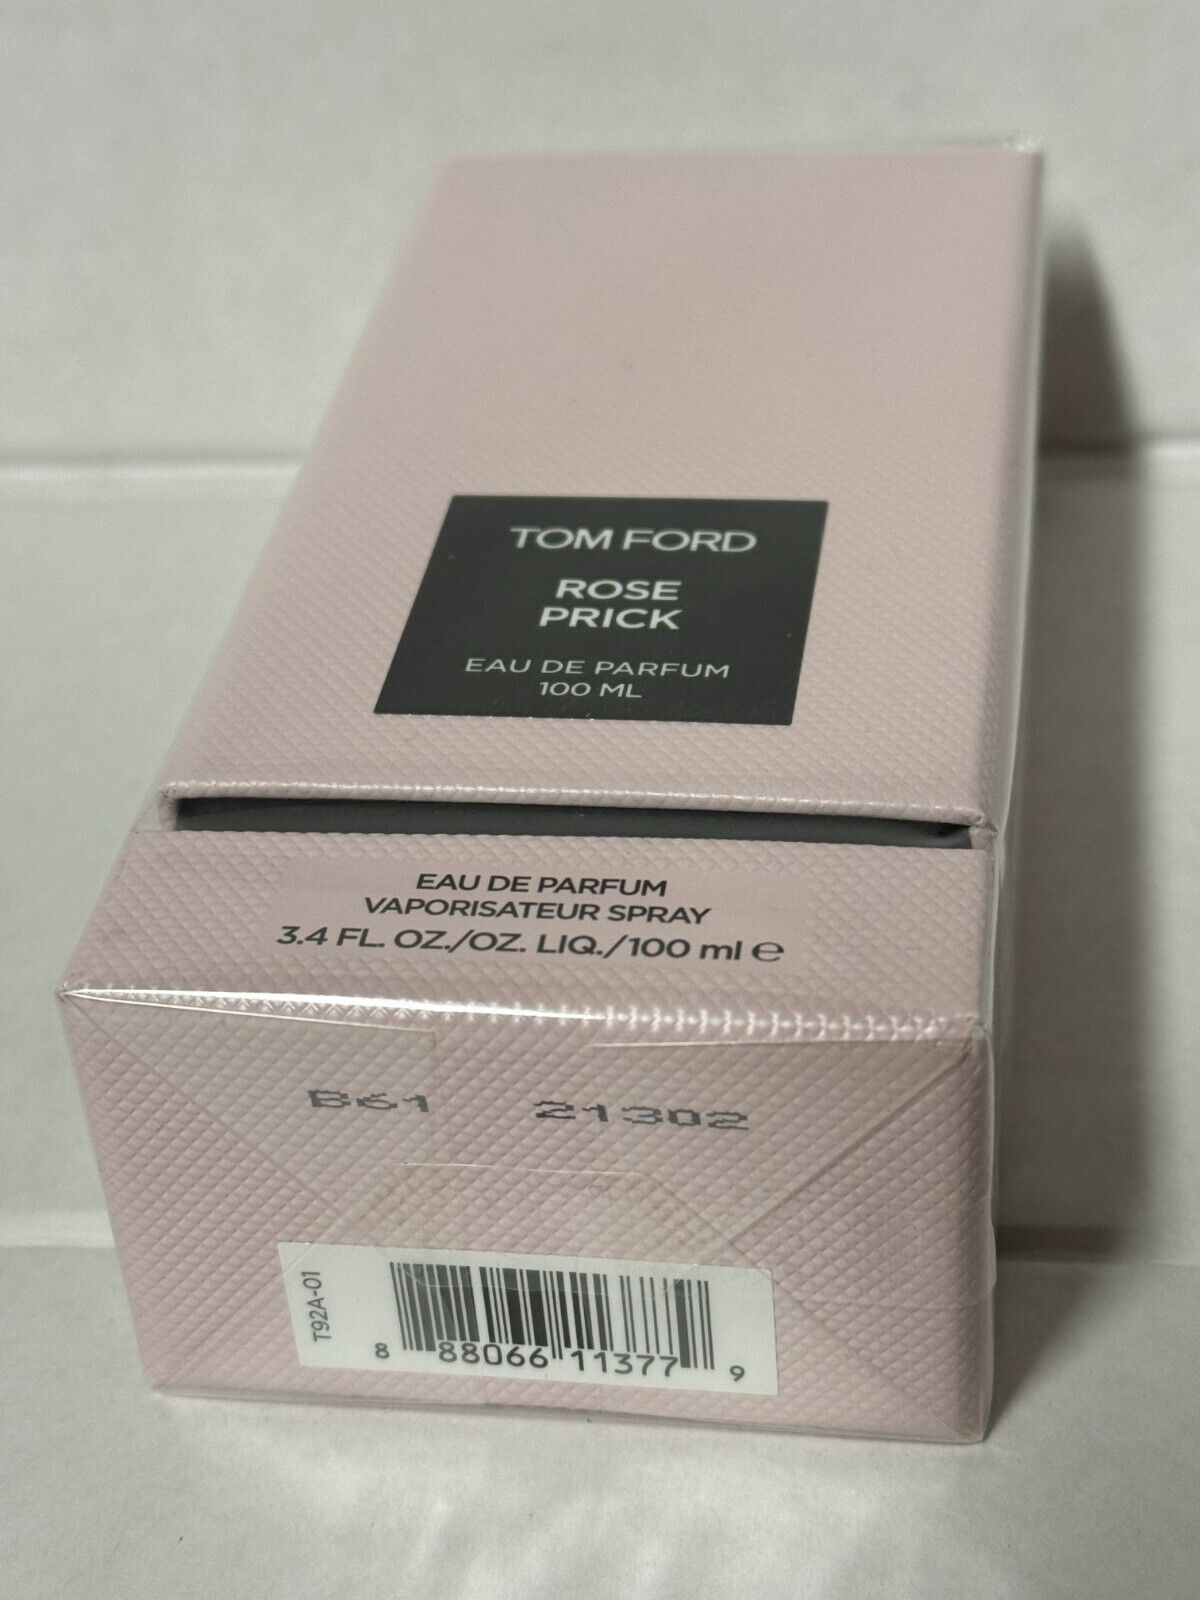 TOM FORD
ROSE
PRICK
EAU DE PARFUM
100 ML
EAU DE PARFUM
VAPORISATEUR SPRAY
3.4 FL. OZ./OZ. LIQ./100 ml ℮
B61 21302
T92A-01
8 88066 11377 9